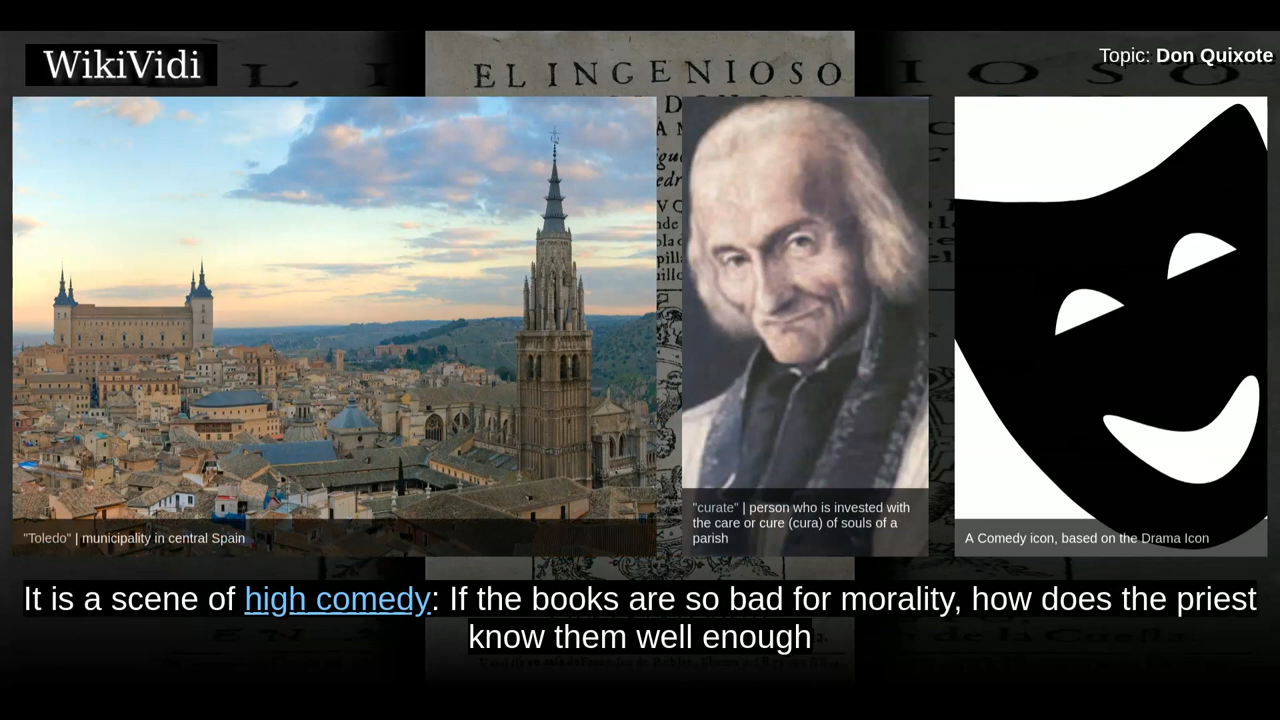 WikiVidi
Topic: Don Quixote
EL INGENIOSO
"Toledo" | municipality in central Spain
"curate" | person who is invested with
the care or cure (cura) of souls of a
parish
A Comedy icon, based on the Drama Icon
It is a scene of high comedy: If the books are so bad for morality, how does the priest
know them well enough